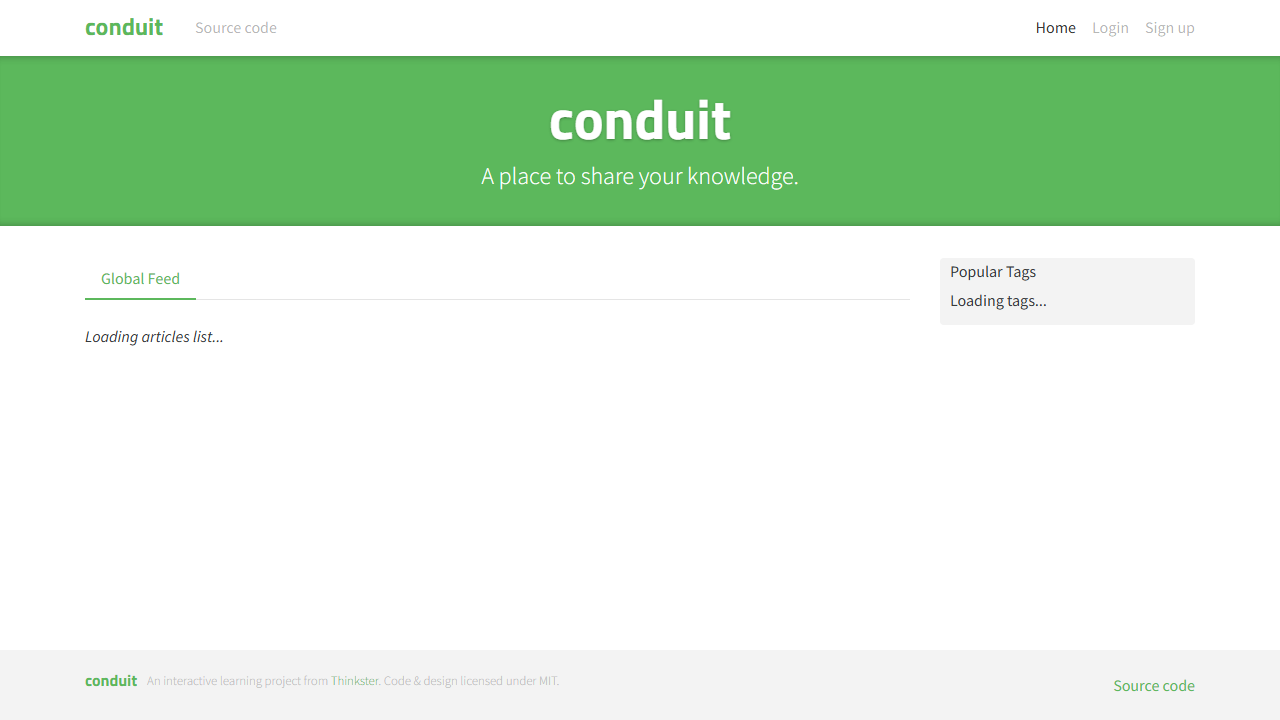 conduit Source code Home Login Sign up
conduit
A place to share your knowledge.
Global Feed
Popular Tags
Loading tags...
Loading articles list...
conduit An interactive learning project from Thinkster. Code & design licensed under MIT. Source code